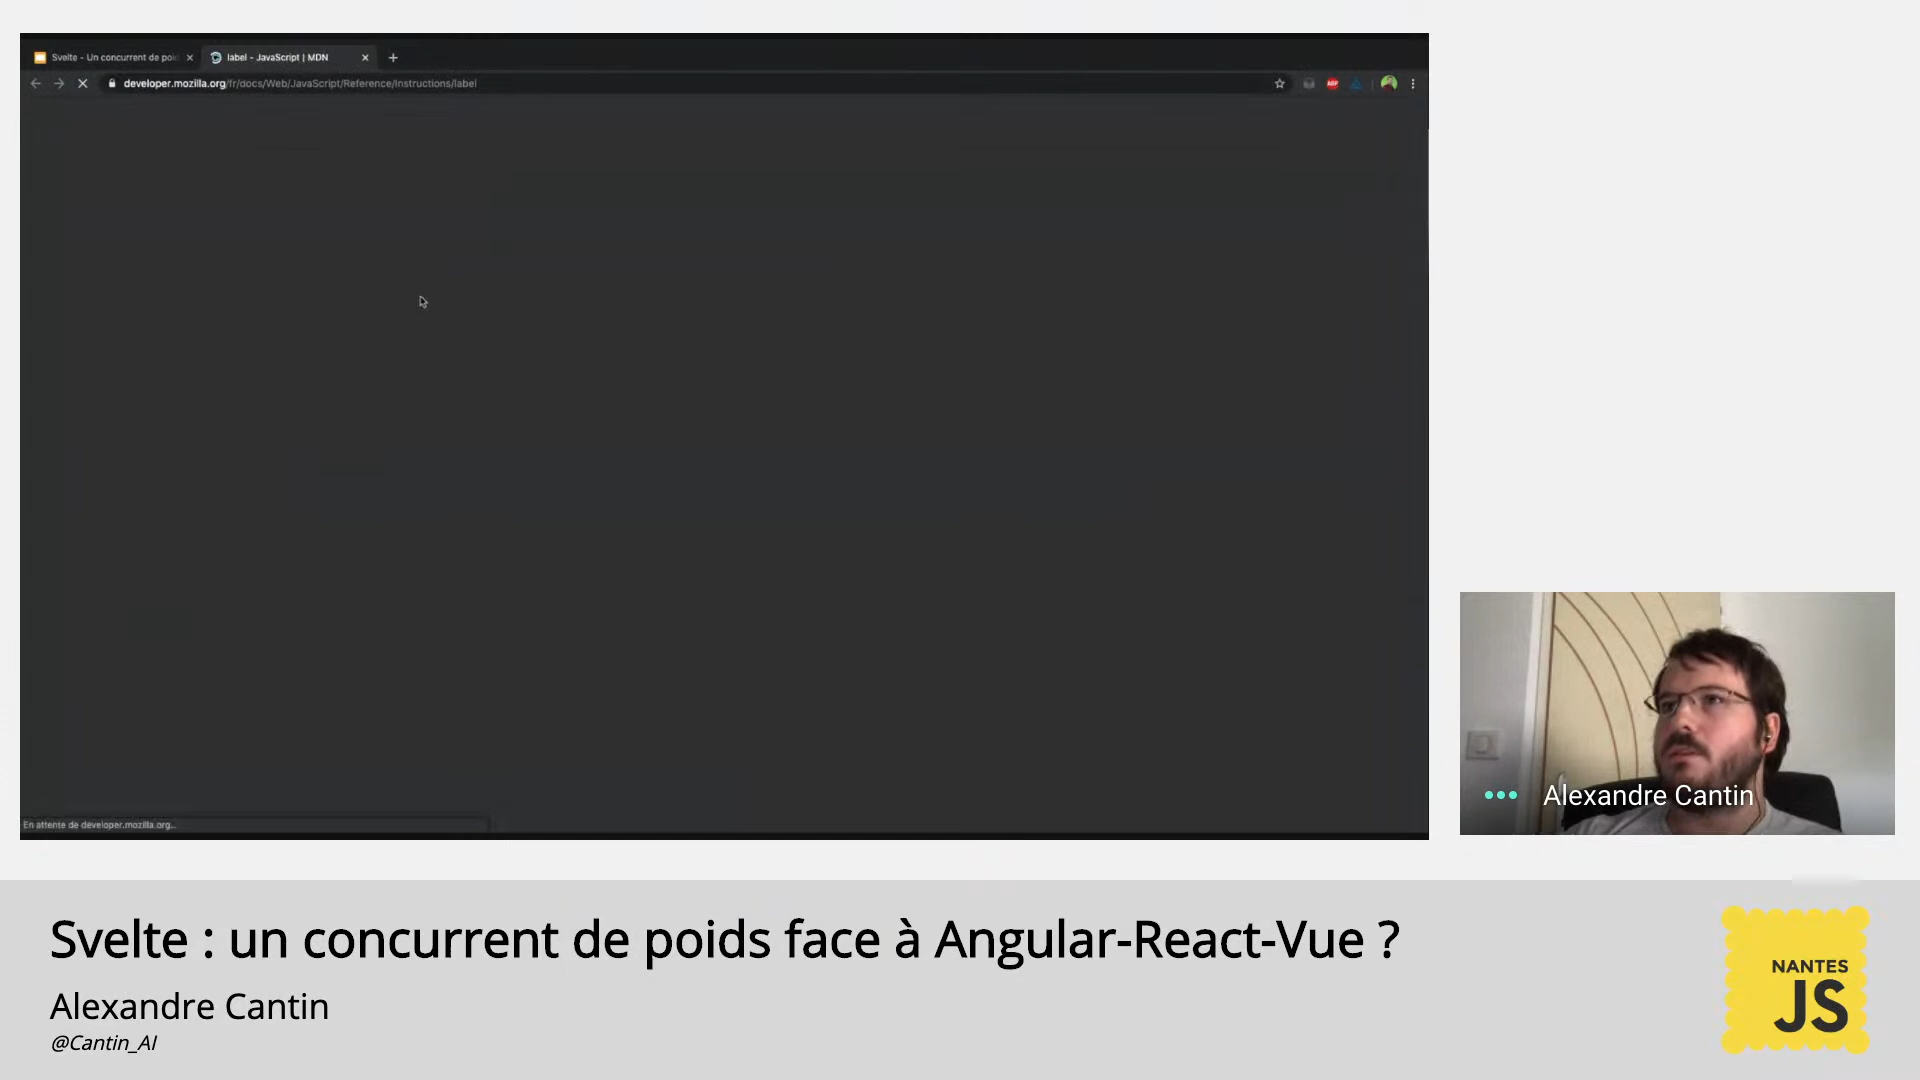 Svelte - Un concurrent de poi
label - JavaScript | MDN
developer.mozilla.org/fr/docs/Web/JavaScript/Reference/Instructions/label
ABP
En attente de developer.mozilla.org...
Alexandre Cantin
Svelte : un concurrent de poids face à Angular-React-Vue ?
Alexandre Cantin
@Cantin_Al
NANTES
JS